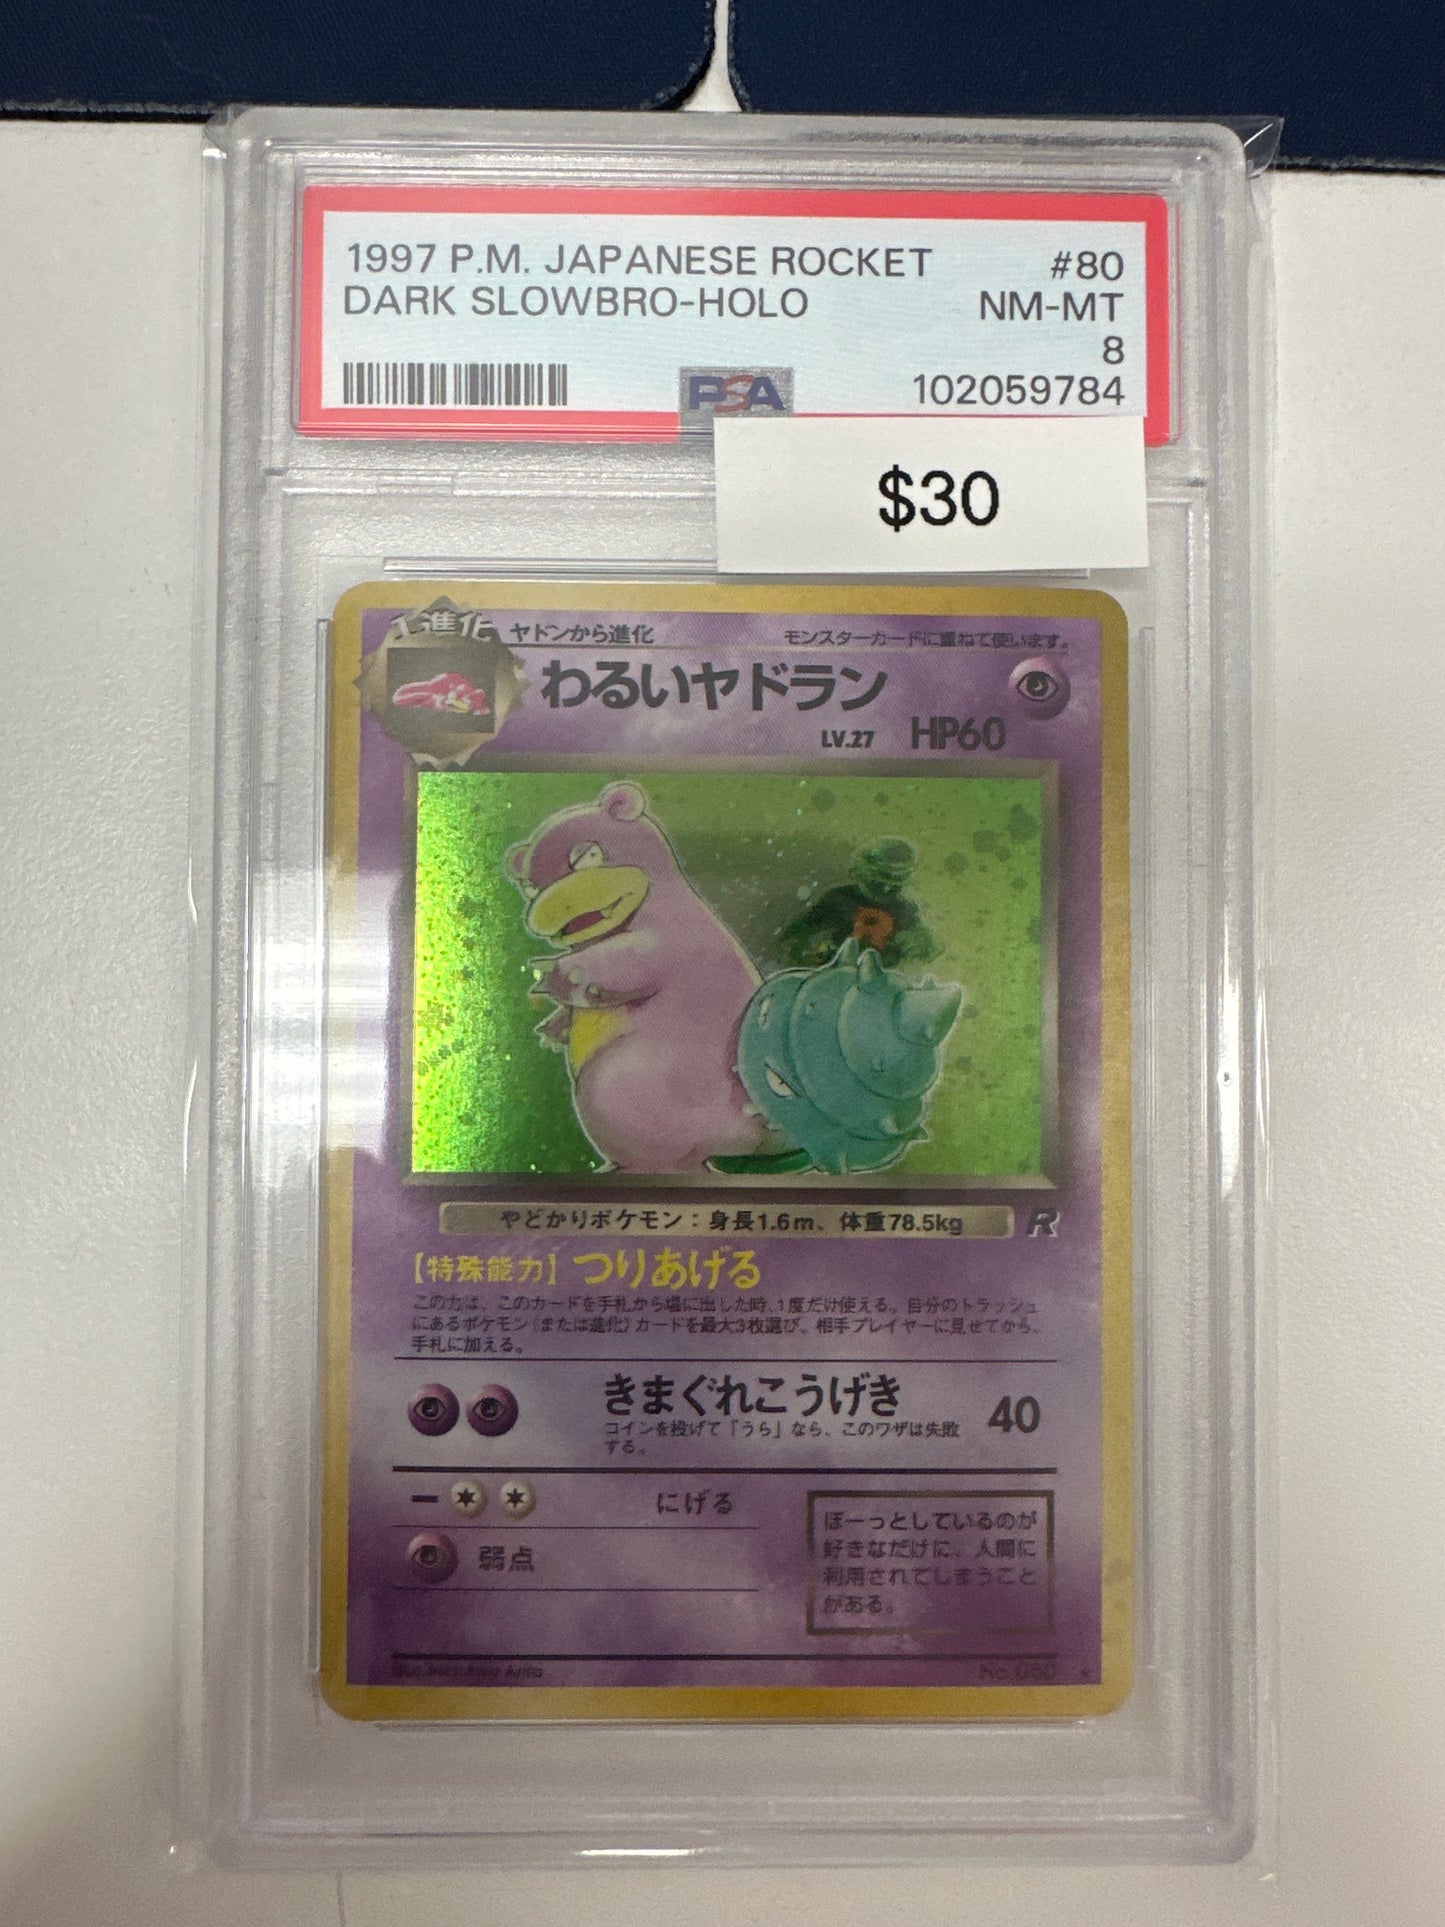 1997 P.M. JAPANESE ROCKET #80
DARK SLOWBRO-HOLO NM-MT
8
PSA 102059784
$30
1進化 ヤドンから進化 モンスターカードに重ねて使います。
わるいヤドラン
LV.27 HP60
R
やどかりポケモン：身長1.6m、体重78.5kg R
【特殊能力】つりあげる
この力は、このカードを手札から場に出した時、1度だけ使える。自分のトラッシュ
にあるポケモン（または進化）カードを最大3枚選び、相手プレイヤーに見せてから、
手札に加える。
きまぐれこうげき 40
コインを投げて「うら」なら、このワザは失敗
する。
にげる
弱点
ぼーっとしているのが
好きなだけに、人間に
利用されてしまうこと
がある。
No.080